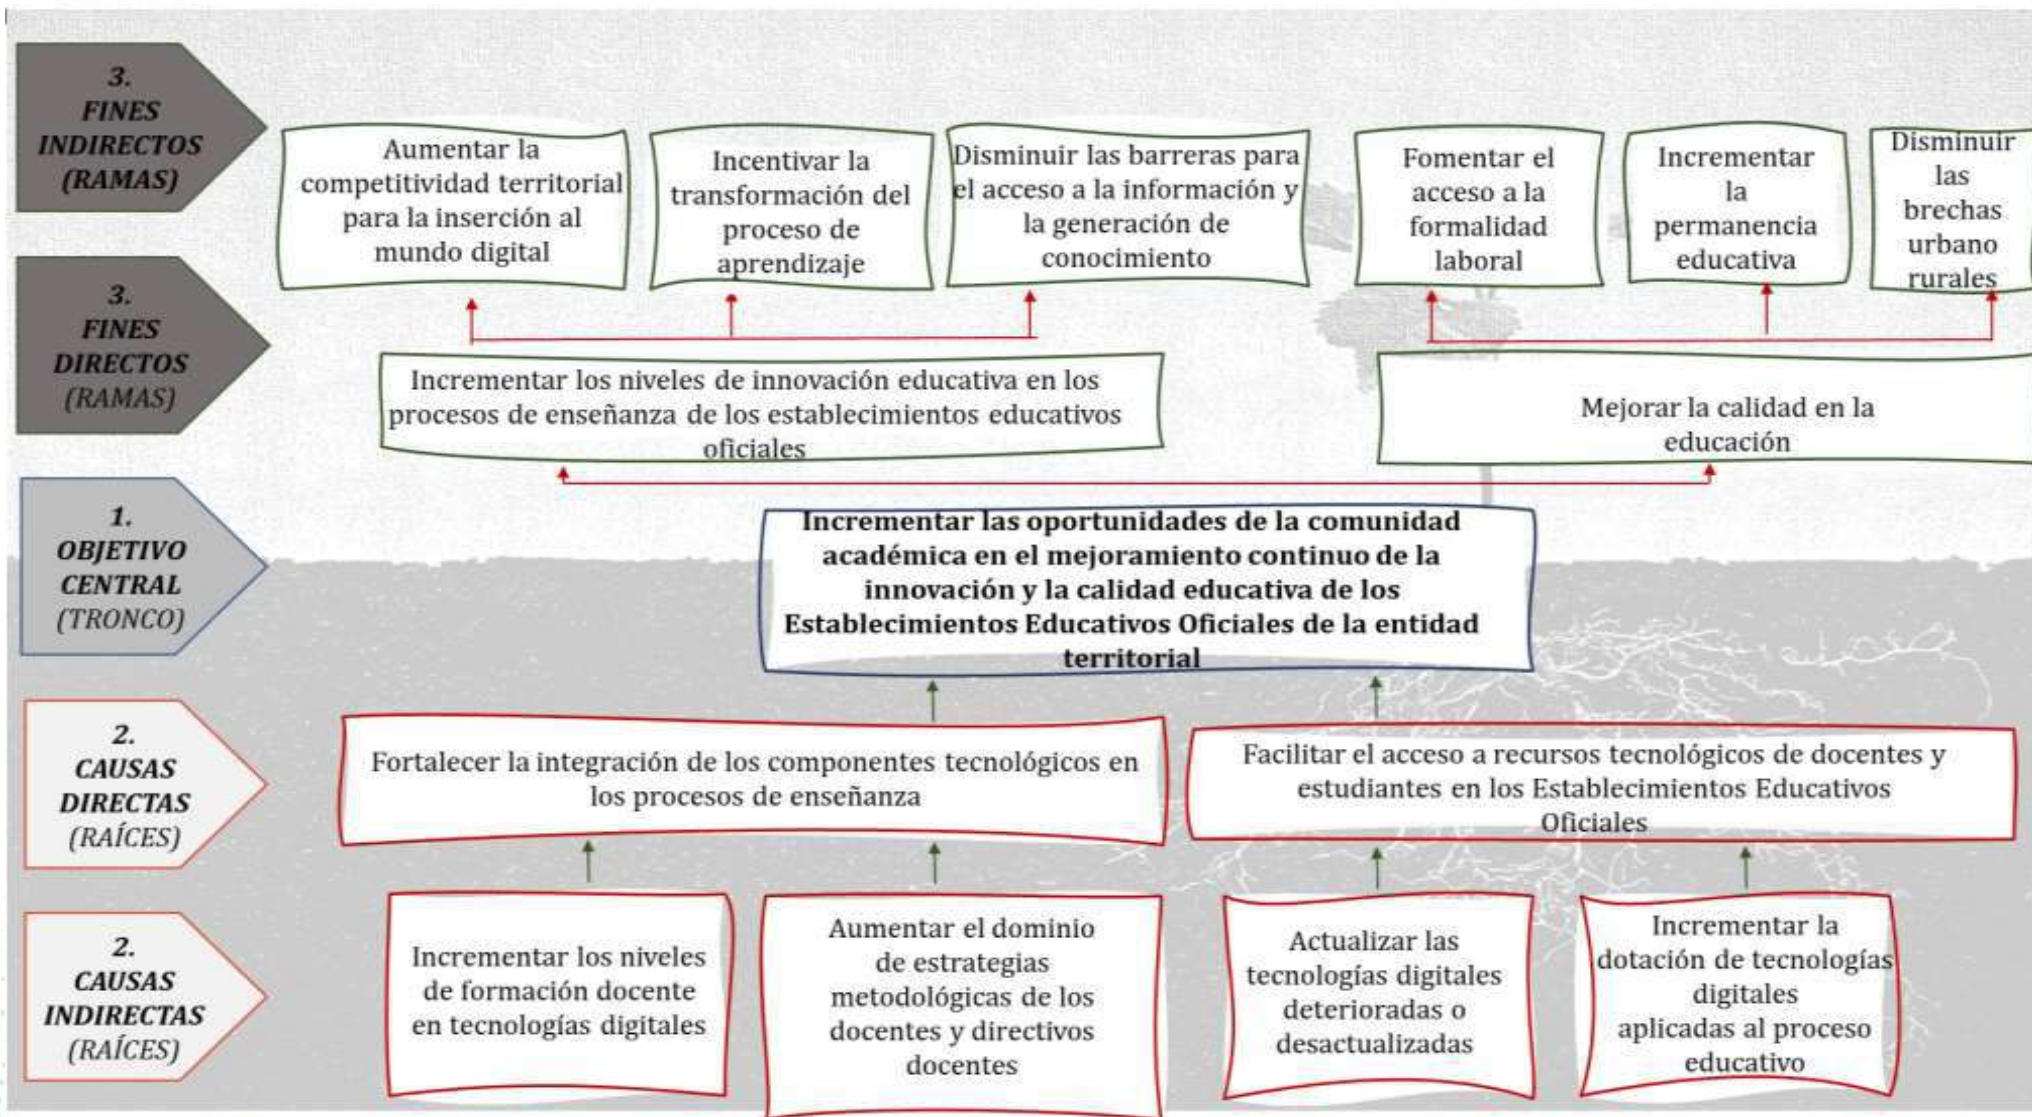 3.
FINES
INDIRECTOS
(RAMAS)
Aumentar la
competitividad territorial
para la inserción al
mundo digital
Incentivar la
transformación del
proceso de
aprendizaje
Disminuir las barreras para
el acceso a la información y
la generación de
conocimiento
Fomentar el
acceso a la
formalidad
laboral
Incrementar
la
permanencia
educativa
Disminuir
las
brechas
urbano
rurales
3.
FINES
DIRECTOS
(RAMAS)
Incrementar los niveles de innovación educativa en los
procesos de enseñanza de los establecimientos educativos
oficiales
Mejorar la calidad en la
educación
1.
OBJETIVO
CENTRAL
(TRONCO)
Incrementar las oportunidades de la comunidad
académica en el mejoramiento continuo de la
innovación y la calidad educativa de los
Establecimientos Educativos Oficiales de la entidad
territorial
2.
CAUSAS
DIRECTAS
(RAÍCES)
Fortalecer la integración de los componentes tecnológicos en
los procesos de enseñanza
Facilitar el acceso a recursos tecnológicos de docentes y
estudiantes en los Establecimientos Educativos
Oficiales
2.
CAUSAS
INDIRECTAS
(RAÍCES)
Incrementar los niveles
de formación docente
en tecnologías digitales
Aumentar el dominio
de estrategias
metodológicas de los
docentes y directivos
docentes
Actualizar las
tecnologías digitales
deterioradas o
desactualizadas
Incrementar la
dotación de tecnologías
digitales
aplicadas al proceso
educativo